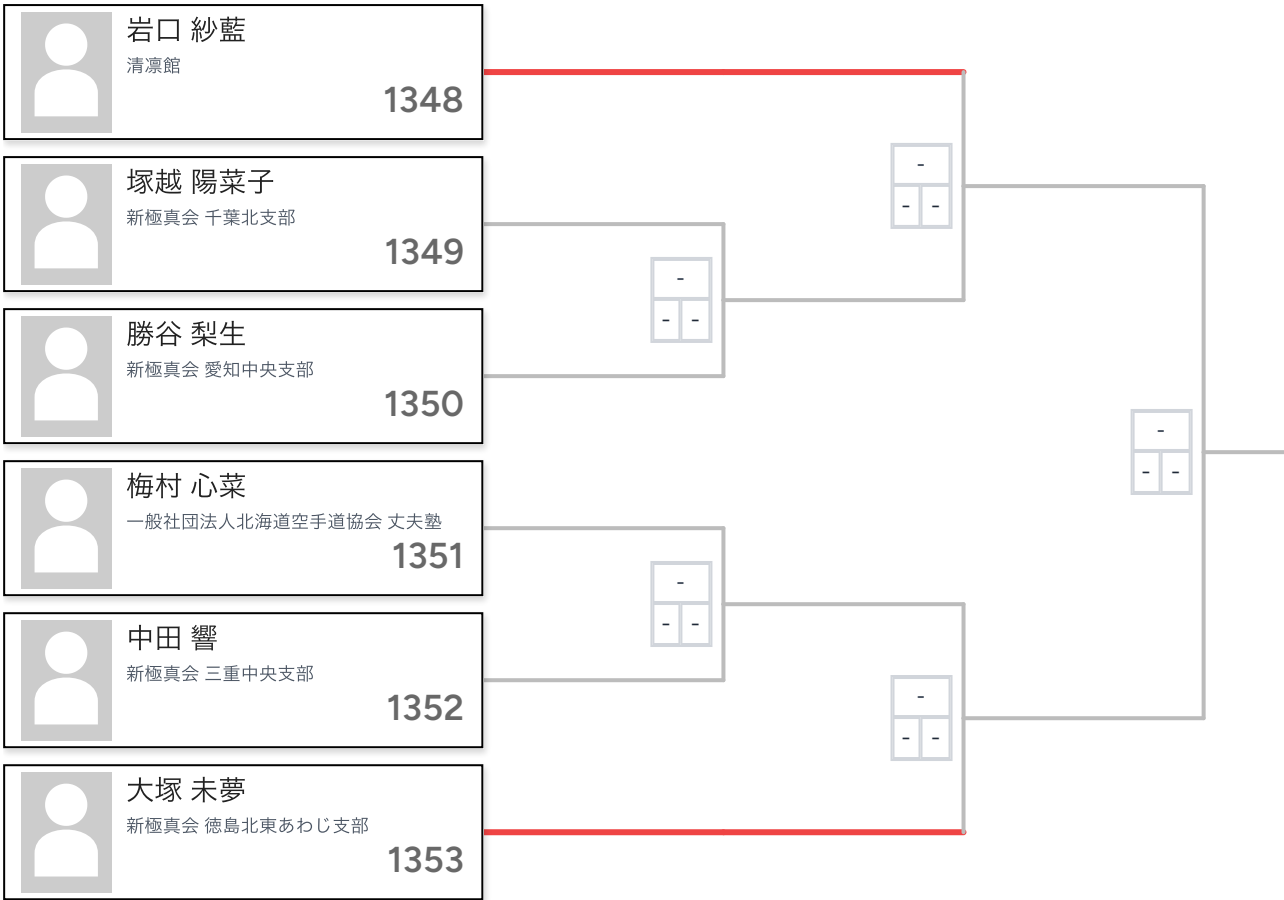 岩口 紗藍
清凛館
1348
-
- -
塚越 陽菜子
新極真会 千葉北支部
1349
-
- -
勝谷 梨生
新極真会 愛知中央支部
1350
-
- -
梅村 心菜
一般社団法人北海道空手道協会 丈夫塾
1351
-
- -
中田 響
新極真会 三重中央支部
1352
-
- -
大塚 未夢
新極真会 徳島北東あわじ支部
1353